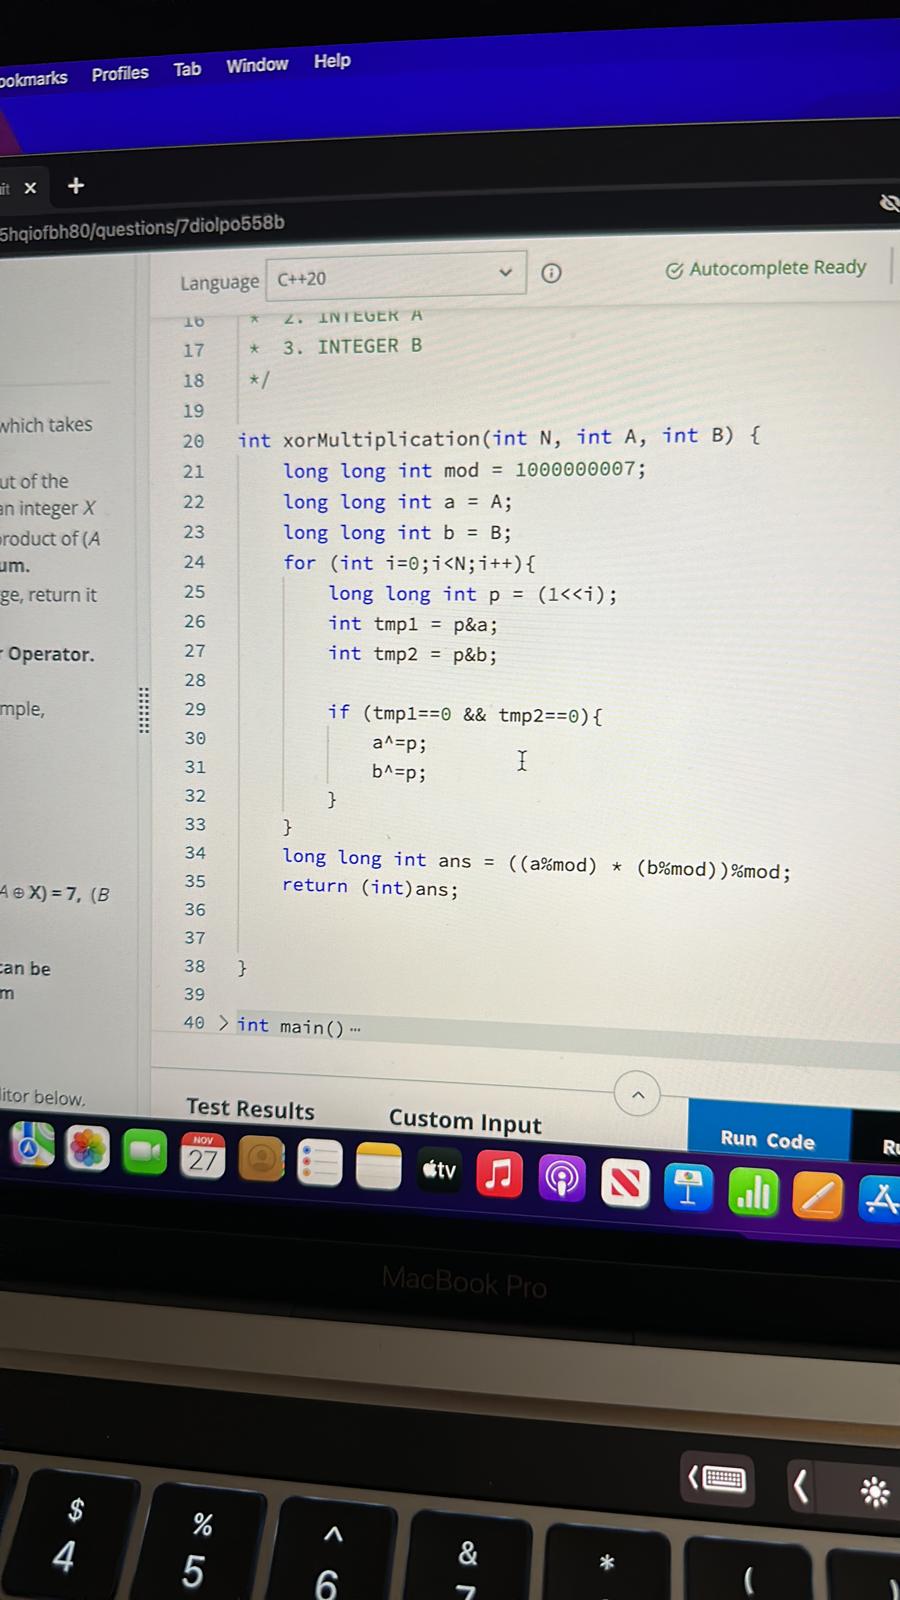 ookmarks Profiles Tab Window Help
it × +
5hqiofbh80/questions/7diolpo558b
Language C++20 Autocomplete Ready
16 * 2. INTEGER A
17 * 3. INTEGER B
18 */
19
20 int xorMultiplication(int N, int A, int B) {
21 long long int mod = 1000000007;
22 long long int a = A;
23 long long int b = B;
24 for (int i=0;i<N;i++){
25 long long int p = (1<<i);
26 int tmp1 = p&a;
27 int tmp2 = p&b;
28
29 if (tmp1==0 && tmp2==0){
30 a^=p;
31 b^=p;
32 }
33 }
34 long long int ans = ((a%mod) * (b%mod))%mod;
35 return (int)ans;
36
37
38 }
39
40 > int main() ...
which takes
ut of the
an integer X
product of (A
um.
ge, return it
r Operator.
mple,
A ⊕ X) = 7, (B
can be
m
litor below.
Test Results Custom Input Run Code Ru
NOV
27
tv
MacBook Pro
$ % ^ & * ( )
4 5 6 7